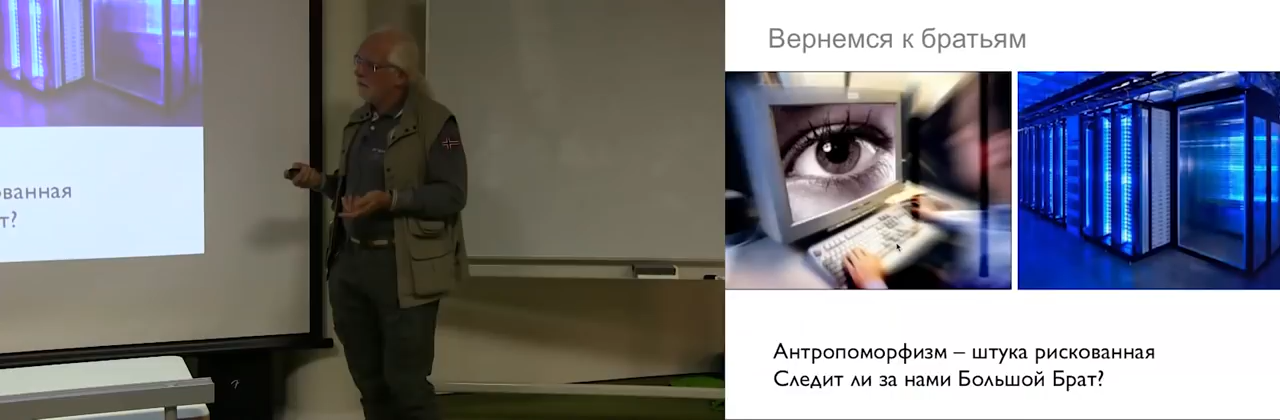 ованная
т?
Вернемся к братьям
Антропоморфизм – штука рискованная
Следит ли за нами Большой Брат?